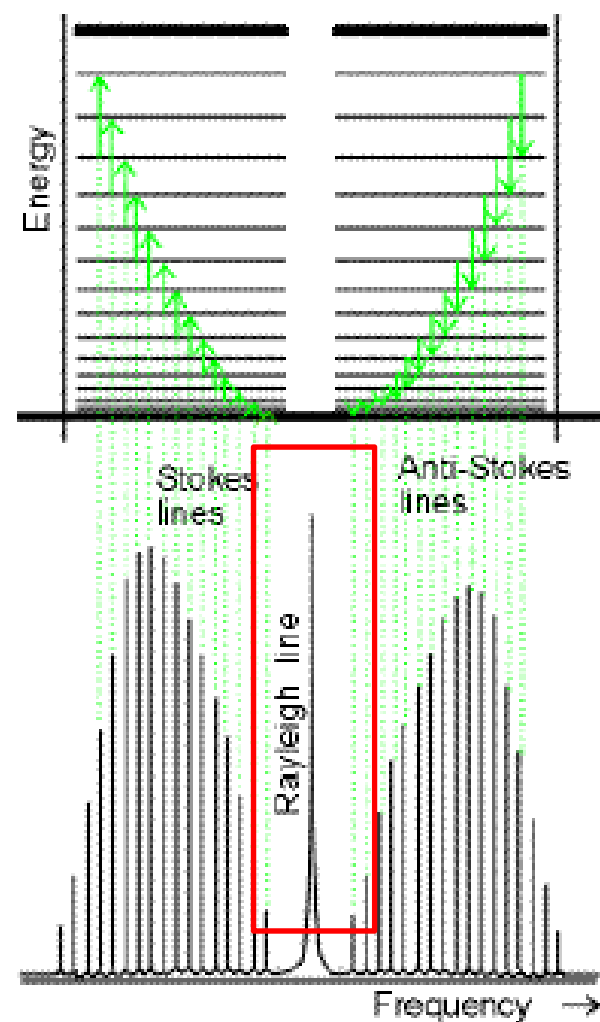 Energy
Stokes
lines
Anti-Stokes
lines
Rayleigh line
Frequency →